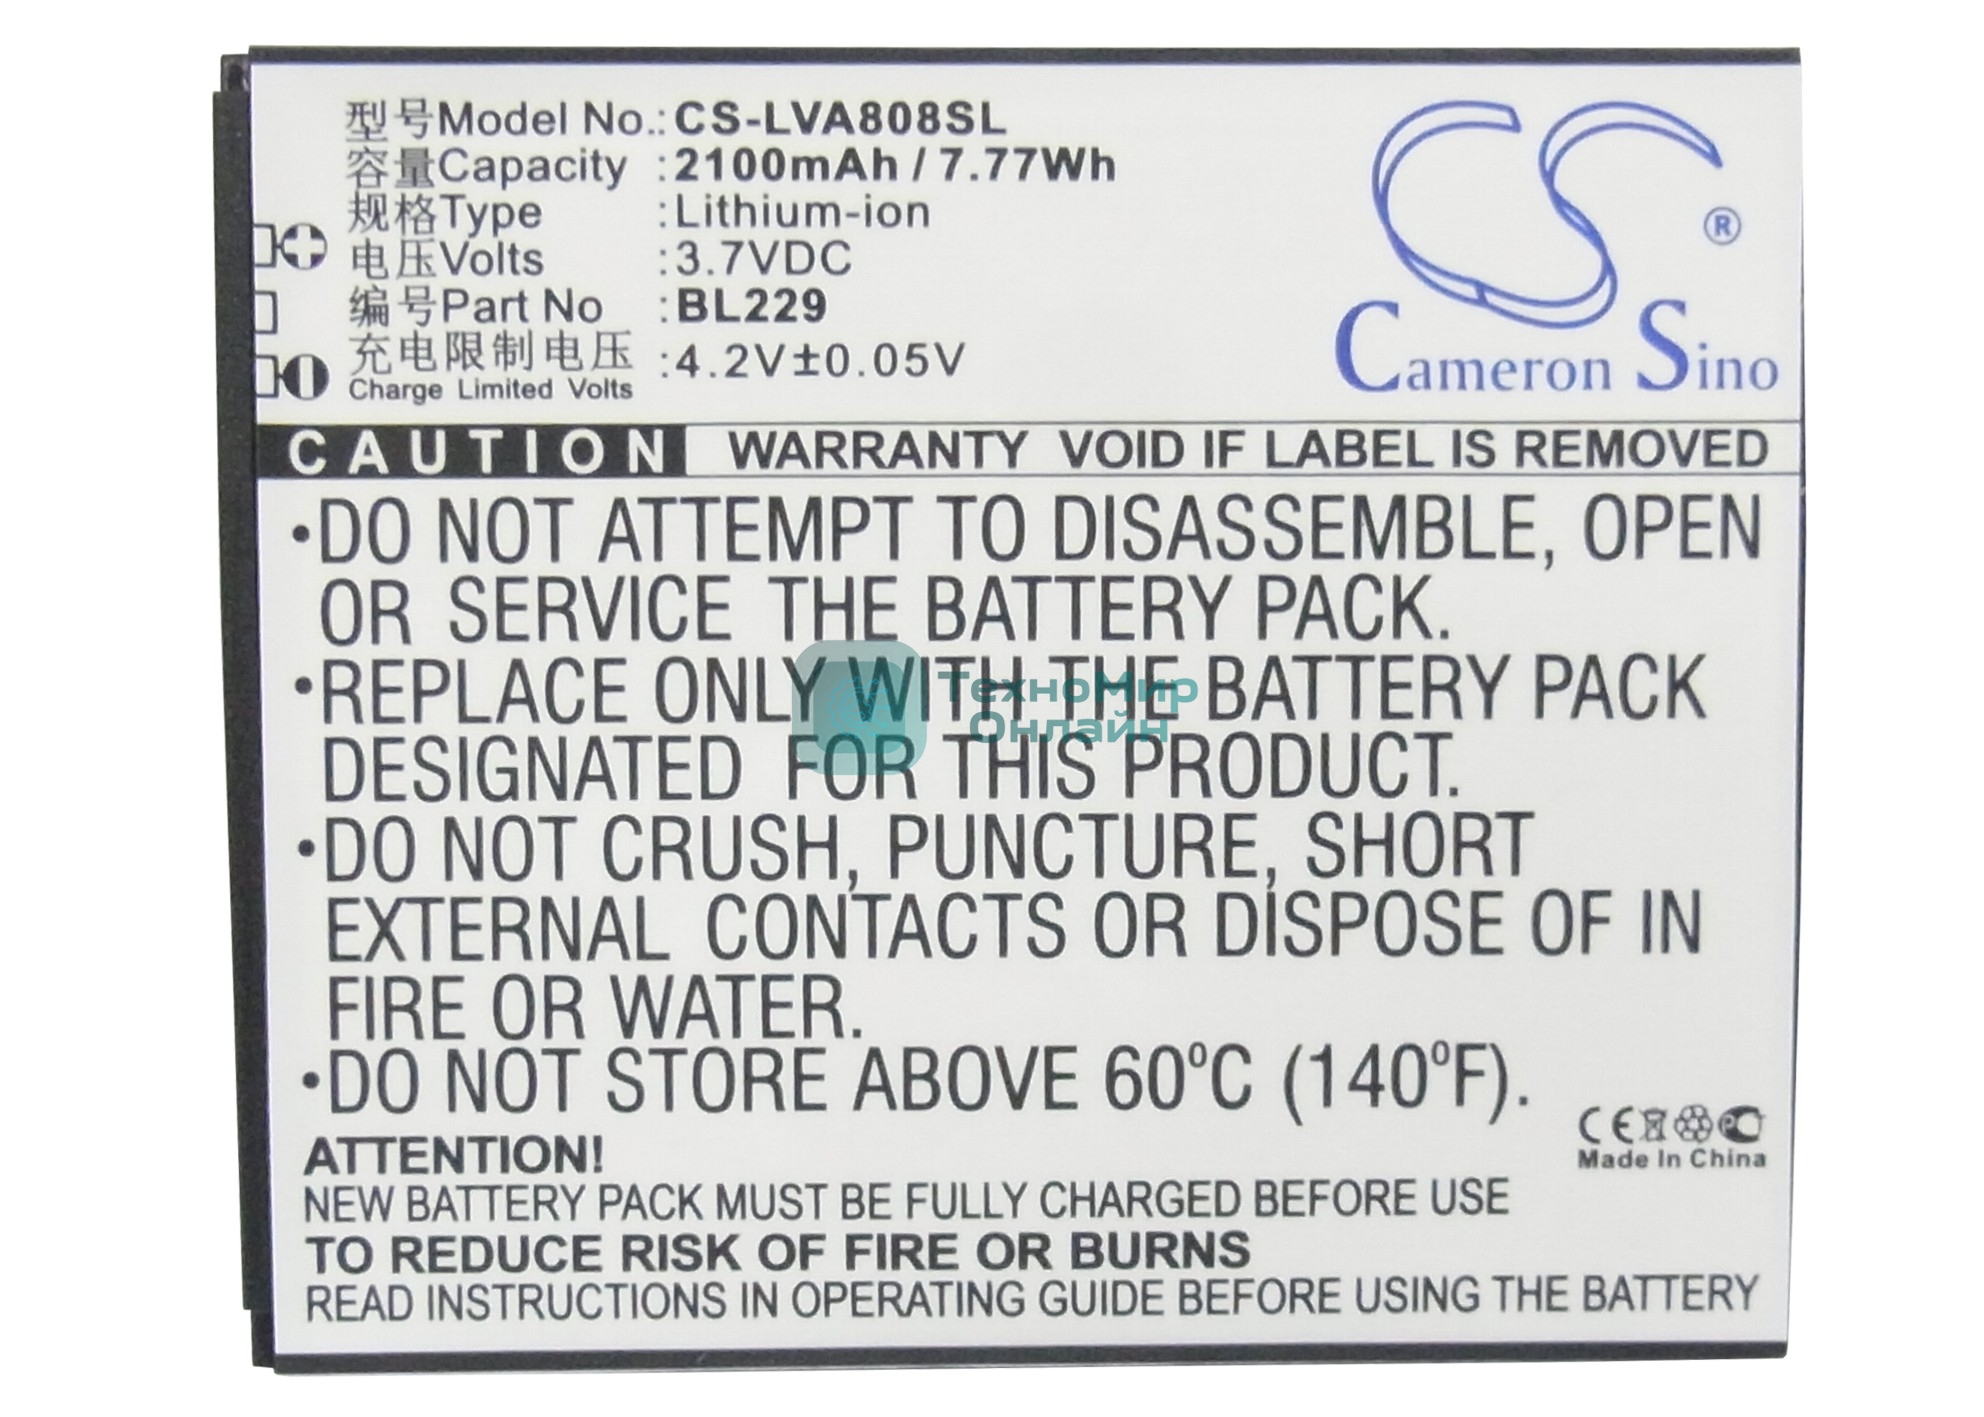 型号Model No.: CS-LVA808SL
容量Capacity : 2100mAh / 7.77Wh
规格Type : Lithium-ion
电压Volts : 3.7VDC
编号Part No : BL229
充电限制电压 : 4.2V±0.05V
Charge Limited Volts
CS ®
Cameron Sino
CAUTION WARRANTY VOID IF LABEL IS REMOVED
•DO NOT ATTEMPT TO DISASSEMBLE, OPEN
OR SERVICE THE BATTERY PACK.
•REPLACE ONLY WITH THE BATTERY PACK
DESIGNATED FOR THIS PRODUCT.
ТехноМир
Онлайн
•DO NOT CRUSH, PUNCTURE, SHORT
EXTERNAL CONTACTS OR DISPOSE OF IN
FIRE OR WATER.
•DO NOT STORE ABOVE 60°C (140°F).
CE
Made In China
ATTENTION!
NEW BATTERY PACK MUST BE FULLY CHARGED BEFORE USE
TO REDUCE RISK OF FIRE OR BURNS
READ INSTRUCTIONS IN OPERATING GUIDE BEFORE USING THE BATTERY